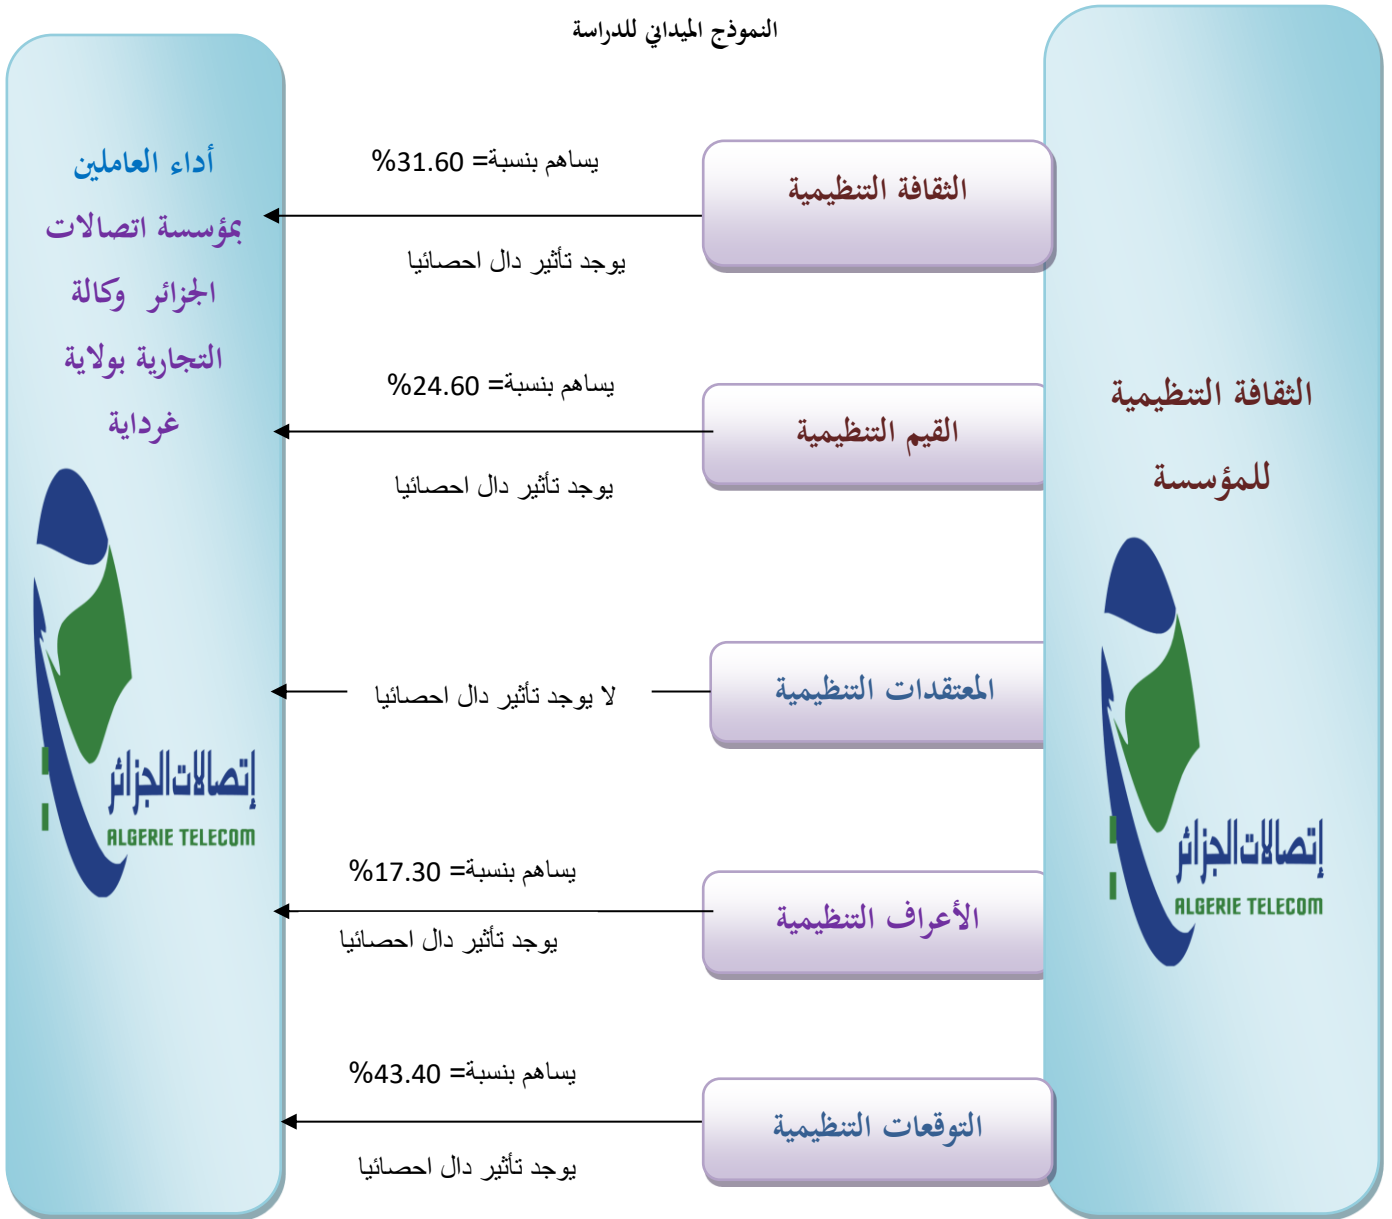 النموذج الميداني للدراسة
الثقافة التنظيمية
للمؤسسة
إتصالات الجزائر
ALGERIE TELECOM
الثقافة التنظيمية
يساهم بنسبة= 31.60%
يوجد تأثير دال احصائيا
القيم التنظيمية
يساهم بنسبة= 24.60%
يوجد تأثير دال احصائيا
المعتقدات التنظيمية
لا يوجد تأثير دال احصائيا
الأعراف التنظيمية
يساهم بنسبة= 17.30%
يوجد تأثير دال احصائيا
التوقعات التنظيمية
يساهم بنسبة= 43.40%
يوجد تأثير دال احصائيا
أداء العاملين
بمؤسسة اتصالات
الجزائر وكالة
التجارية بولاية
غرداية
إتصالات الجزائر
ALGERIE TELECOM